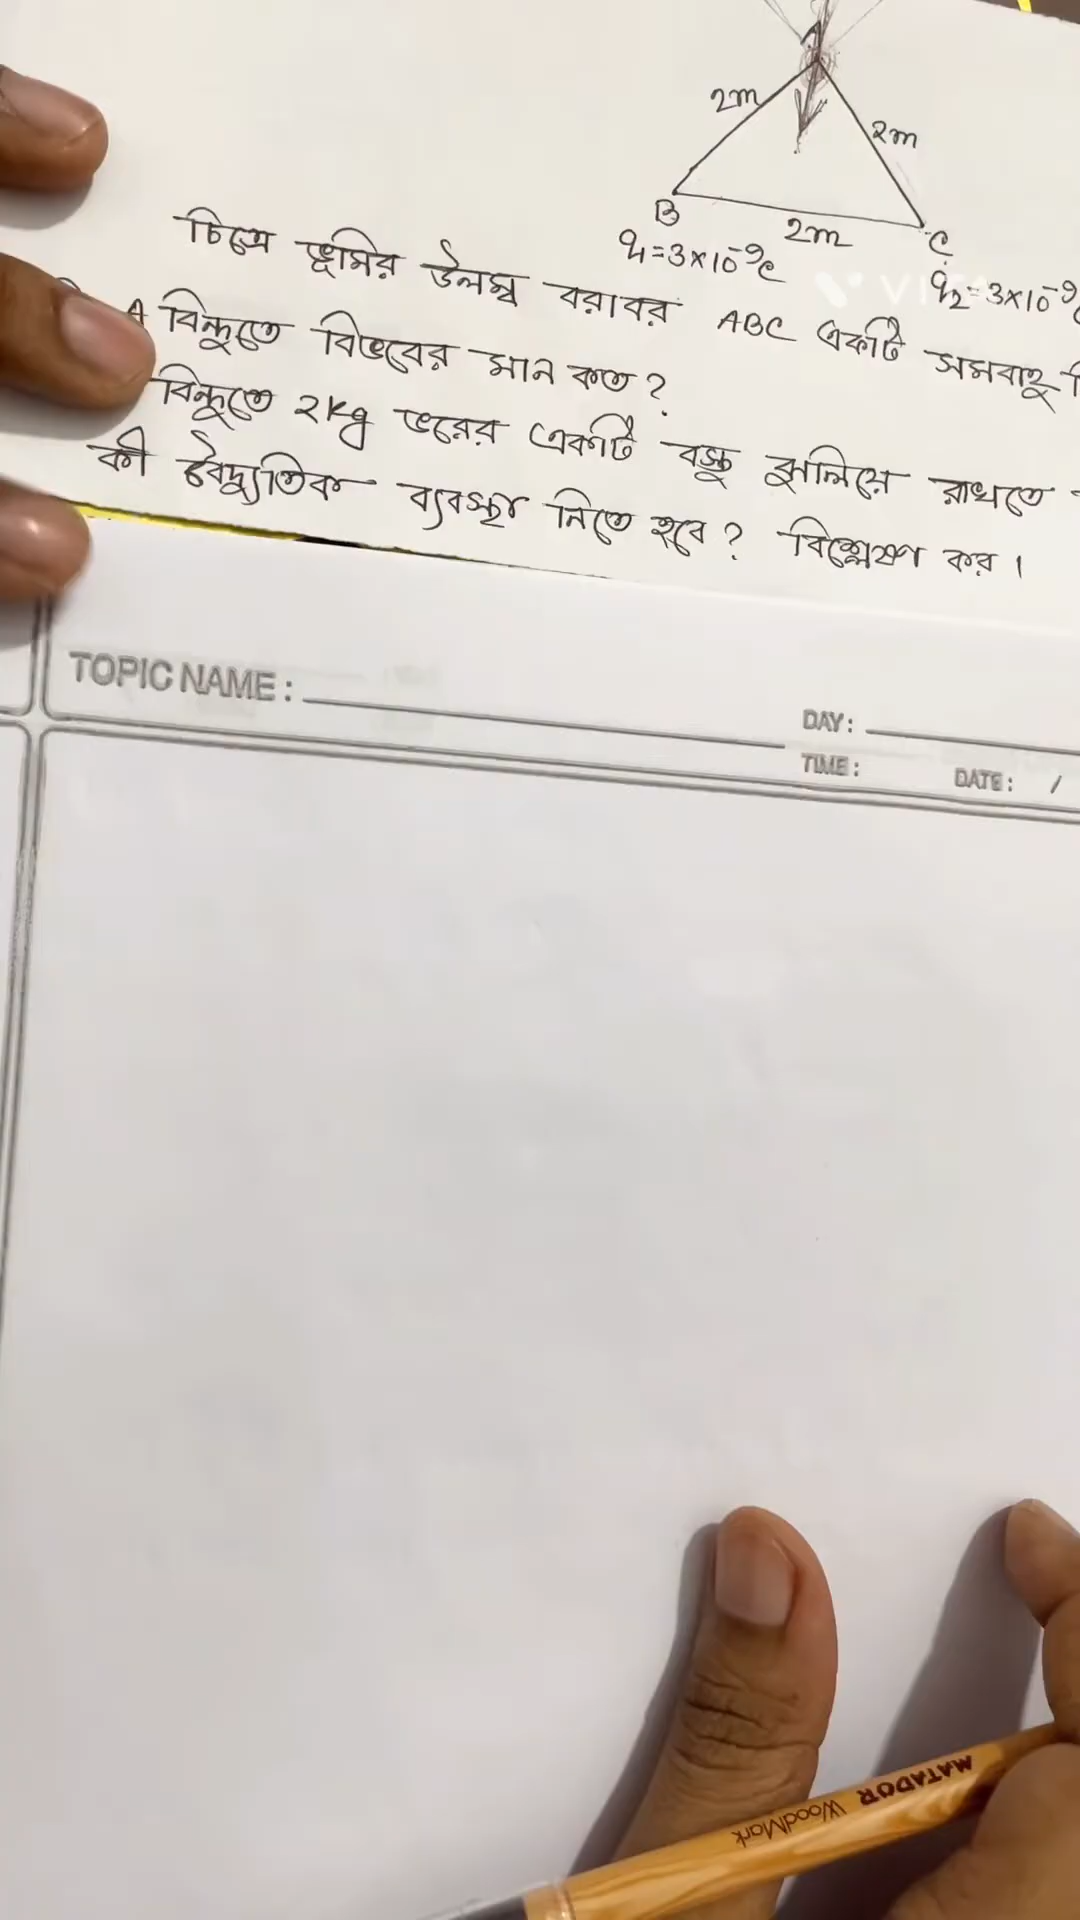 2m
2m
B
2m
C
q₁=3×10⁻⁹C
q₂=3×10⁻⁹C
চিত্রে ভূমির উলম্ব বরাবর ABC একটি সমবাহু
A বিন্দুতে বিভবের মান কত?
বিন্দুতে 2kg ভরের একটি বস্তু ঝুলিয়ে রাখতে
কী বৈদ্যুতিক ব্যবস্থা নিতে হবে? বিশ্লেষণ কর।
TOPIC NAME :
DAY :
TIME :
DATE : /
MATADOR WoodMark